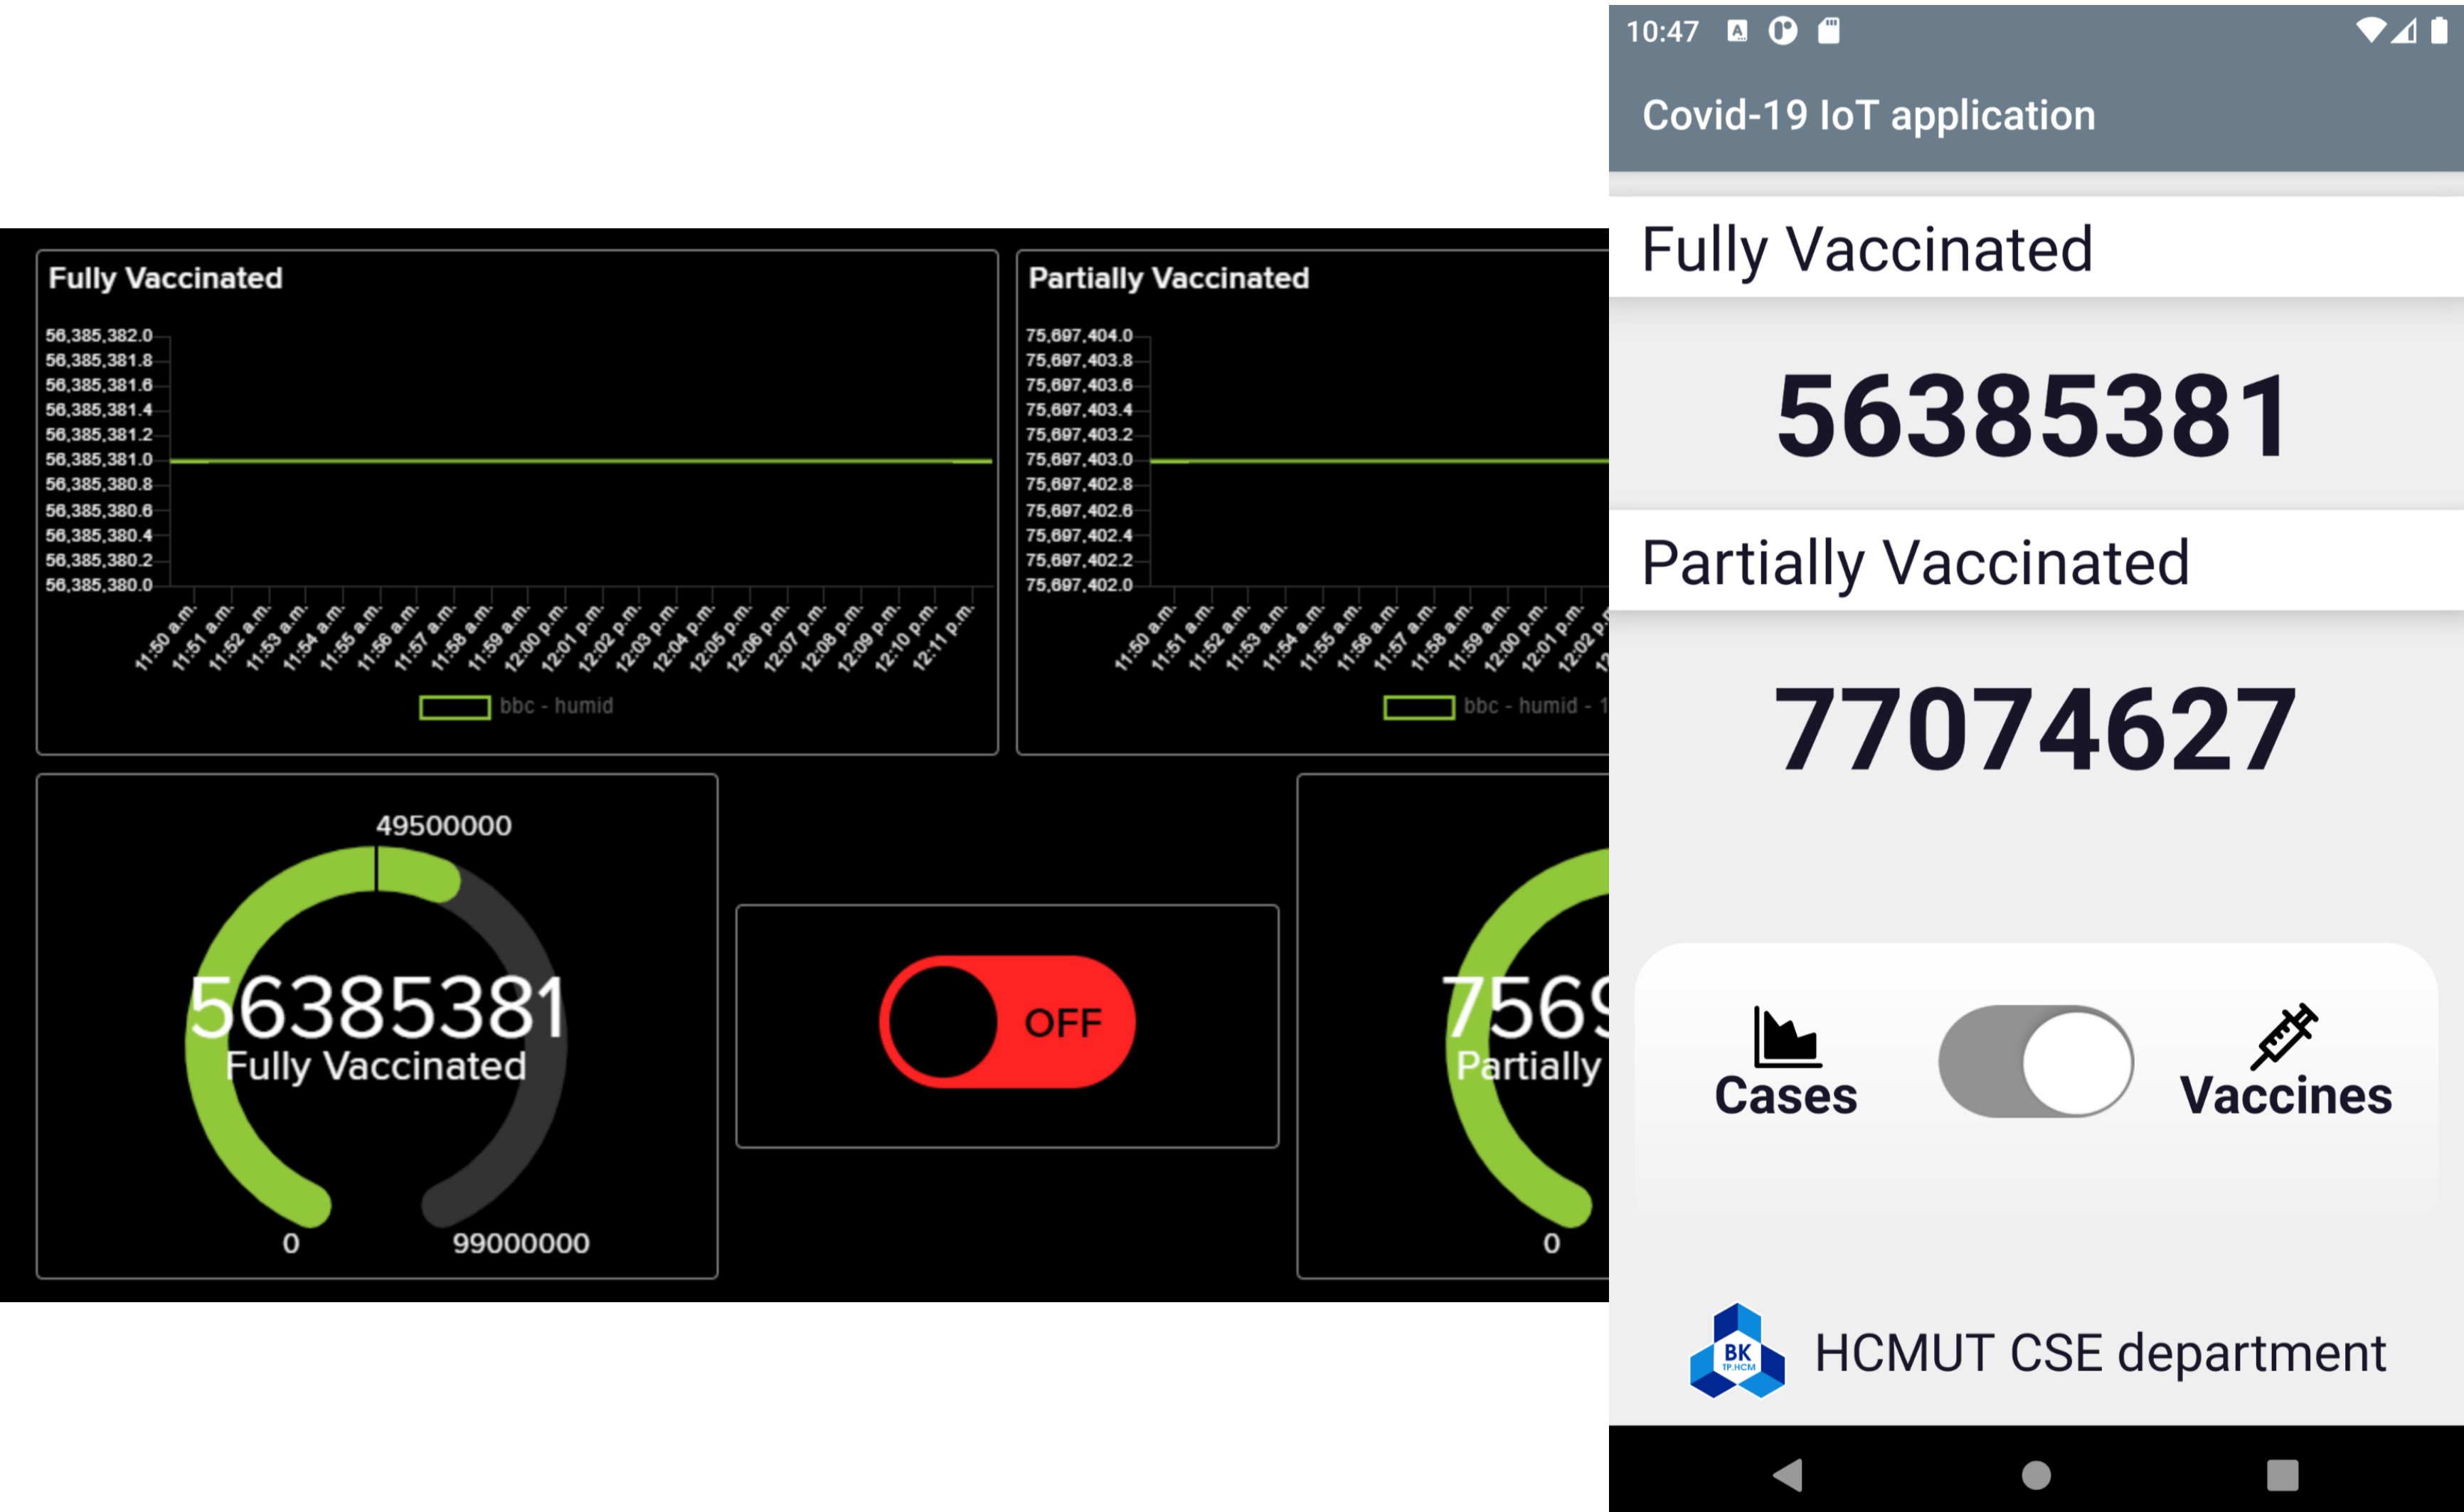 Fully Vaccinated
56,385,382.0
56,385,381.8
56,385,381.6
56,385,381.4
56,385,381.2
56,385,381.0
56,385,380.8
56,385,380.6
56,385,380.4
56,385,380.2
56,385,380.0
11:50 a.m.
11:51 a.m.
11:52 a.m.
11:53 a.m.
11:54 a.m.
11:55 a.m.
11:56 a.m.
11:57 a.m.
11:58 a.m.
11:59 a.m.
12:00 p.m.
12:01 p.m.
12:02 p.m.
12:03 p.m.
12:04 p.m.
12:05 p.m.
12:06 p.m.
12:07 p.m.
12:08 p.m.
12:09 p.m.
12:10 p.m.
12:11 p.m.
bbc - humid
Partially Vaccinated
75,697,404.0
75,697,403.8
75,697,403.6
75,697,403.4
75,697,403.2
75,697,403.0
75,697,402.8
75,697,402.6
75,697,402.4
75,697,402.2
75,697,402.0
11:50 a.m.
11:51 a.m.
11:52 a.m.
11:53 a.m.
11:54 a.m.
11:55 a.m.
11:56 a.m.
11:57 a.m.
11:58 a.m.
11:59 a.m.
12:00 p.m.
12:01 p.m.
12:02 p.m.
bbc - humid - 1
49500000
56385381
Fully Vaccinated
0
99000000
OFF
7569
Partially
0
10:47
Covid-19 IoT application
Fully Vaccinated
56385381
Partially Vaccinated
77074627
Cases
Vaccines
BK
TP.HCM
HCMUT CSE department